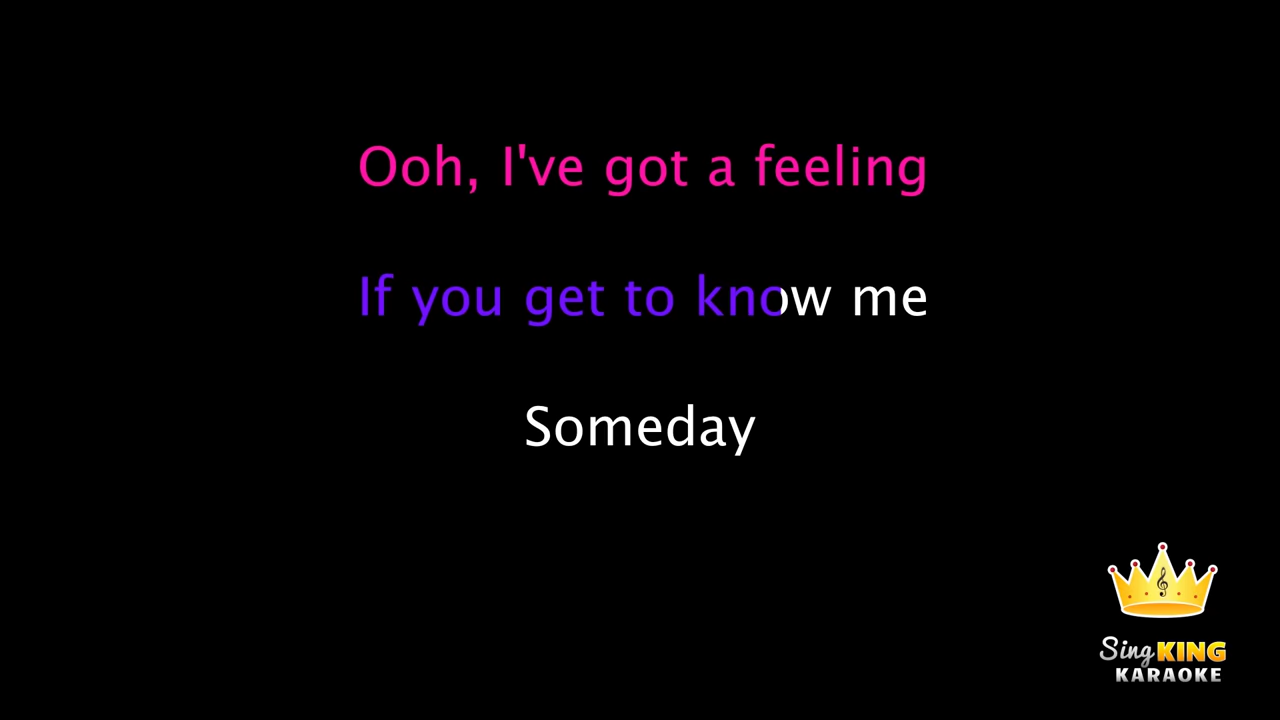 Ooh, I've got a feeling
If you get to know me
Someday
Sing KING
KARAOKE